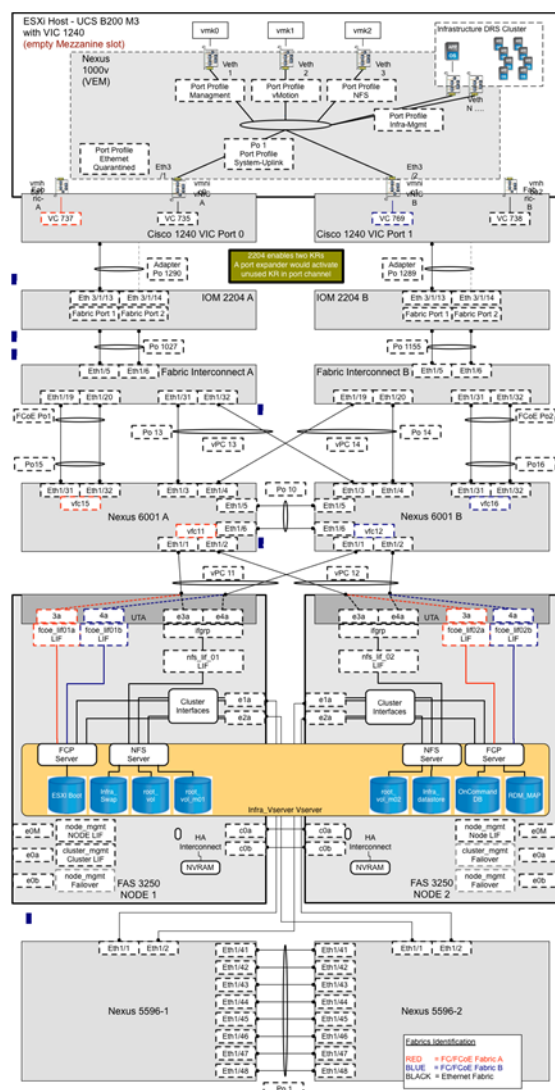 ESXi Host - UCS B200 M3
with VIC 1240
(empty Mezzanine slot)
vmk0
vmk1
vmk2
Infrastructure DRS Cluster
Nexus
1000v
(VEM)
Veth
1
Veth
2
Veth
3
Veth
N ....
Port Profile
Managment
Port Profile
vMotion
Port Profile
NFS
Port Profile
Infra-Mgmt
Port Profile
Ethernet
Quarantined
Po 1
Port Profile
System-Uplink
Eth3
/1
Eth3
/2
A
B
VC 737
VC 735
VC 769
VC 738
Cisco 1240 VIC Port 0
Cisco 1240 VIC Port 1
2204 enables two KRs
A port expander would activate
unused KR in port channel
Adapter
Po 1290
Adapter
Po 1289
Eth 3/1/13
Eth 3/1/14
Fabric Port 1
Fabric Port 2
IOM 2204 A
IOM 2204 B
Eth 3/1/13
Eth 3/1/14
Fabric Port 1
Fabric Port 2
Po 1027
Po 1155
Eth1/5
Eth1/6
Fabric Interconnect A
Fabric Interconnect B
Eth1/5
Eth1/6
Eth1/19
Eth1/20
Eth1/31
Eth1/32
Eth1/19
Eth1/20
Eth1/31
Eth1/32
FCoE Po1
Po 13
Po 14
FCoE Po2
vPC 13
vPC 14
Po15
Po 10
Po16
Eth1/31
Eth1/32
Eth1/3
Eth1/4
Eth1/3
Eth1/4
Eth1/31
Eth1/32
vfc15
Eth1/5
Eth1/5
vfc16
Nexus 6001 A
vfc11
Eth1/6
Eth1/6
vfc12
Nexus 6001 B
Eth1/1
Eth1/2
Eth1/1
Eth1/2
vPC 11
vPC 12
3a
4a
UTA
e3a
e4a
e3a
e4a
UTA
3a
4a
fcoe_lif01a
LIF
fcoe_lif01b
LIF
ifgrp
ifgrp
fcoe_lif02a
LIF
fcoe_lif02b
LIF
nfs_lif_01
LIF
nfs_lif_02
LIF
Cluster
Interfaces
e1a
e2a
e1a
e2a
Cluster
Interfaces
FCP
Server
NFS
Server
NFS
Server
FCP
Server
ESXi Boot
Infra_
Swap
root_
vol
root_
vol_m01
root_
vol_m02
Infra_
datastore
OnCommand
DB
RDM_MAP
Infra_Vserver Vserver
e0M
node_mgmt
NODE LIF
e0a
cluster_mgmt
Cluster LIF
e0b
node_mgmt
Failover
HA
Interconnect
NVRAM
c0a
c0b
FAS 3250
NODE 1
c0a
c0b
HA
Interconnect
NVRAM
node_mgmt
NODE LIF
e0M
cluster_mgmt
Failover
e0a
node_mgmt
Failover
e0b
FAS 3250
NODE 2
Eth1/1
Eth1/2
Eth1/1
Eth1/2
Eth1/41
Eth1/41
Eth1/42
Eth1/42
Eth1/43
Eth1/43
Eth1/44
Eth1/44
Nexus 5596-1
Eth1/45
Eth1/45
Nexus 5596-2
Eth1/46
Eth1/46
Eth1/47
Eth1/47
Eth1/48
Eth1/48
Po 1
Fabrics Identification
RED = FC/FCoE Fabric A
BLUE = FC/FCoE Fabric B
BLACK = Ethernet Fabric